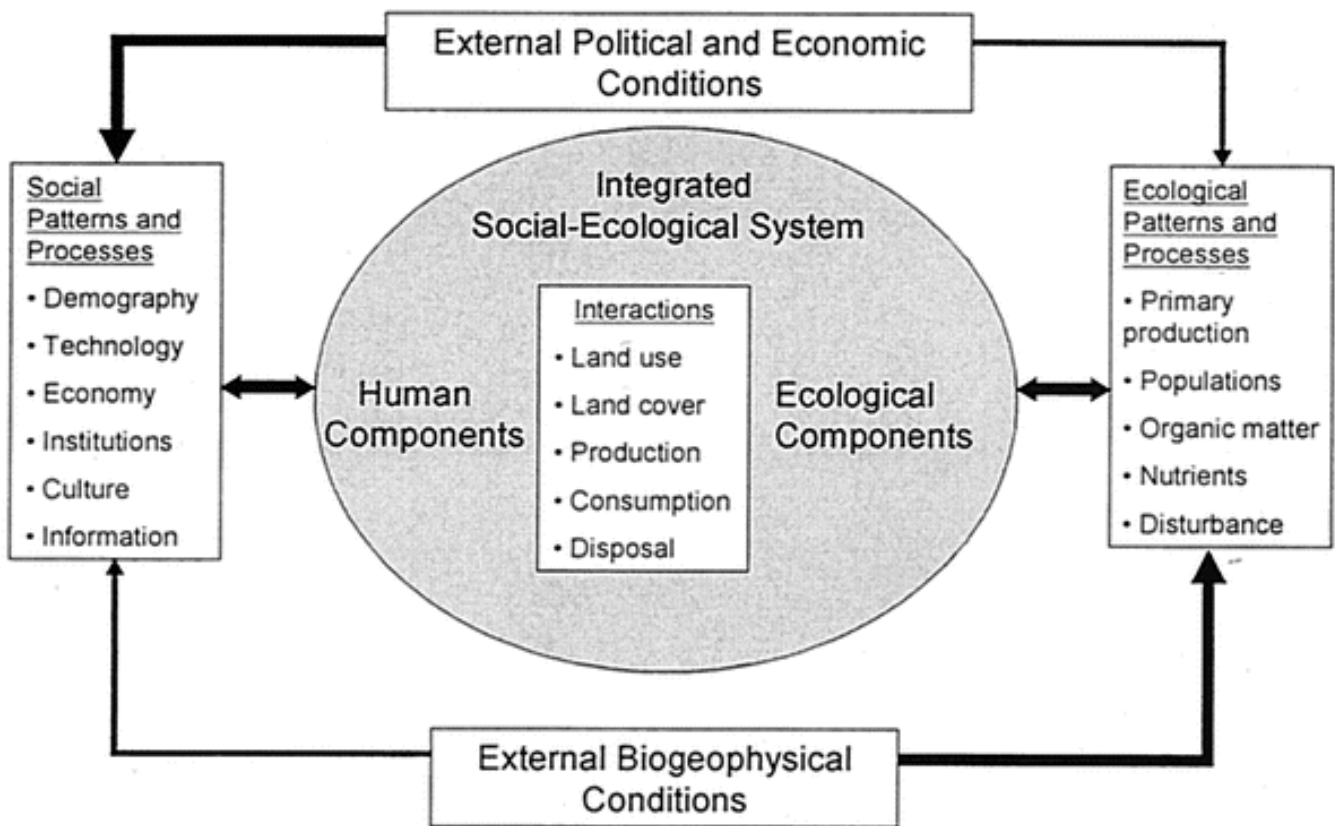 External Political and Economic
Conditions
Social
Patterns and
Processes
• Demography
• Technology
• Economy
• Institutions
• Culture
• Information
Integrated
Social-Ecological System
Human
Components
Interactions
• Land use
• Land cover
• Production
• Consumption
• Disposal
Ecological
Components
Ecological
Patterns and
Processes
• Primary
production
• Populations
• Organic matter
• Nutrients
• Disturbance
External Biogeophysical
Conditions